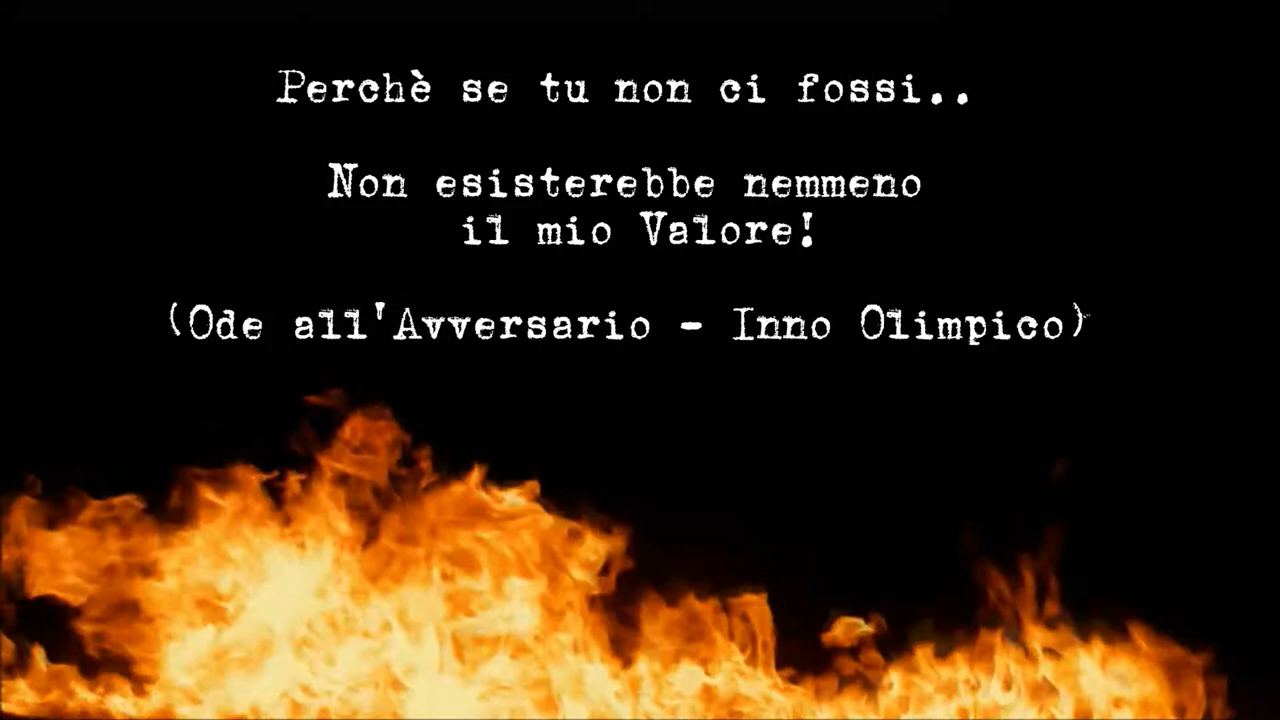 Perchè se tu non ci fossi..
Non esisterebbe nemmeno
il mio Valore!
(Ode all'Avversario - Inno Olimpico)